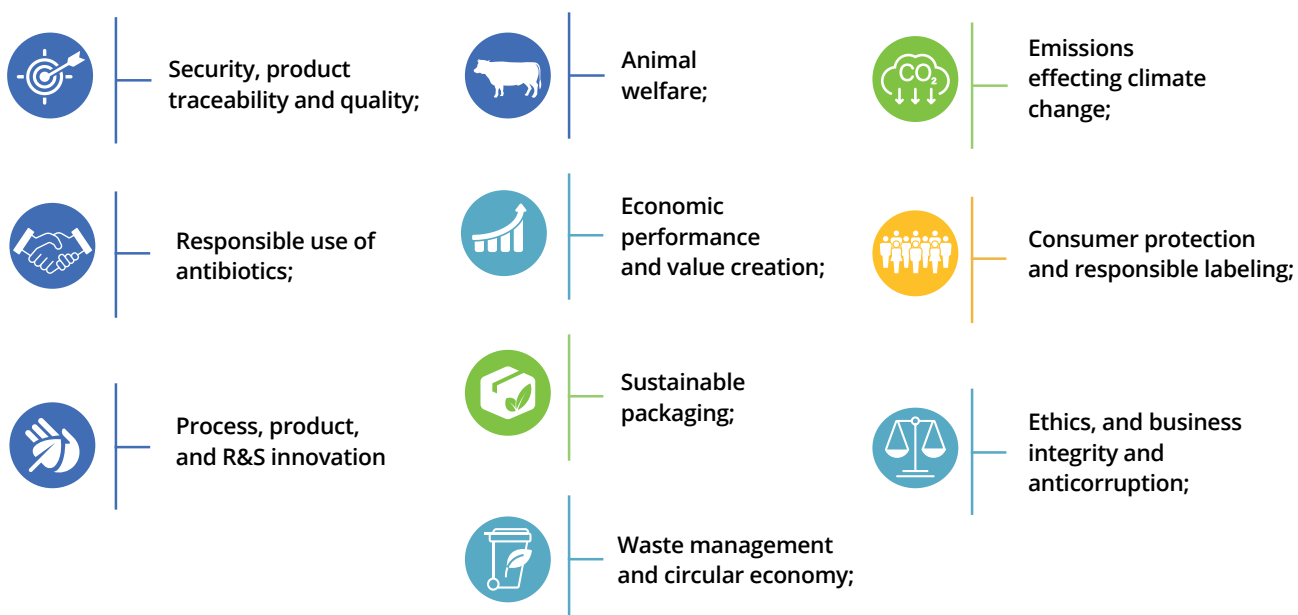 Security, product
traceability and quality;
Responsible use of
antibiotics;
Process, product,
and R&S innovation
Animal
welfare;
Economic
performance
and value creation;
Sustainable
packaging;
Waste management
and circular economy;
CO₂
Emissions
effecting climate
change;
Consumer protection
and responsible labeling;
Ethics, and business
integrity and
anticorruption;